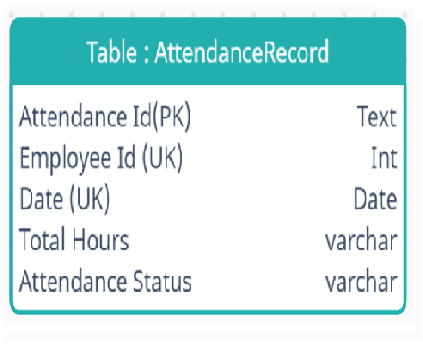 Table : AttendanceRecord
Attendance Id(PK) Text
Employee Id (UK) Int
Date (UK) Date
Total Hours varchar
Attendance Status varchar